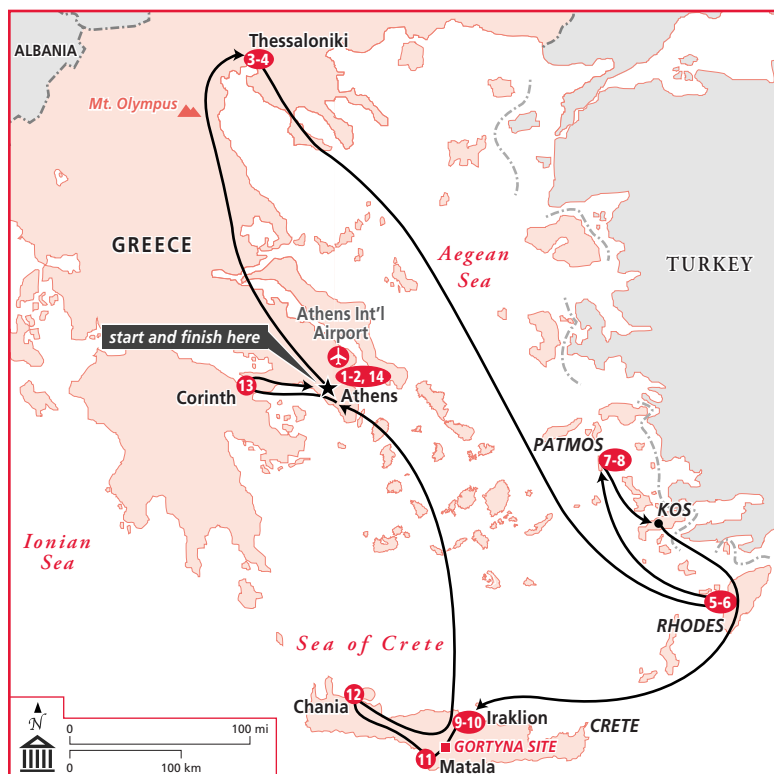 Thessaloniki
3-4
ALBANIA
Mt. Olympus
GREECE
Aegean
Sea
TURKEY
Athens Int'l
Airport
start and finish here
1-2, 14
13
Corinth
Athens
PATMOS
7-8
KOS
Ionian
Sea
5-6
RHODES
Sea of Crete
12
Chania
9-10
Iraklion
CRETE
GORTYNA SITE
11
Matala
N
0
100 mi
0
100 km